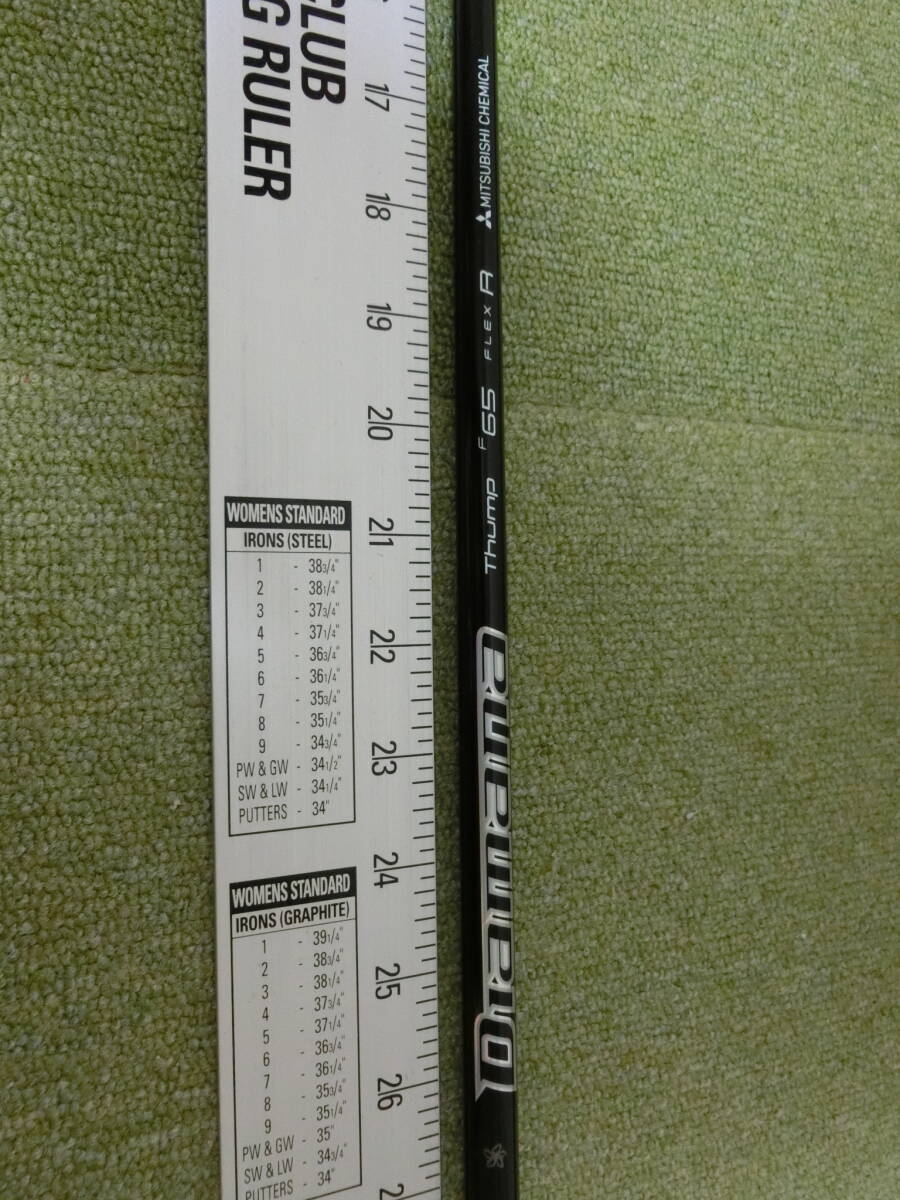 CLUB
G RULER
17
18
19
20
21
22
23
24
25
26
2
WOMENS STANDARD
IRONS (STEEL)
1 - 38 3/4"
2 - 38 1/4"
3 - 37 3/4"
4 - 37 1/4"
5 - 36 3/4"
6 - 36 1/4"
7 - 35 3/4"
8 - 35 1/4"
9 - 34 3/4"
PW & GW - 34 1/2"
SW & LW - 34 1/4"
PUTTERS - 34"
WOMENS STANDARD
IRONS (GRAPHITE)
1 - 39 1/4"
2 - 38 3/4"
3 - 38 1/4"
4 - 37 3/4"
5 - 37 1/4"
6 - 36 3/4"
7 - 36 1/4"
8 - 35 3/4"
9 - 35 1/4"
PW & GW - 35"
SW & LW - 34 3/4"
PUTTERS - 34"
Diamana Thump F 65 FLEX R MITSUBISHI CHEMICAL